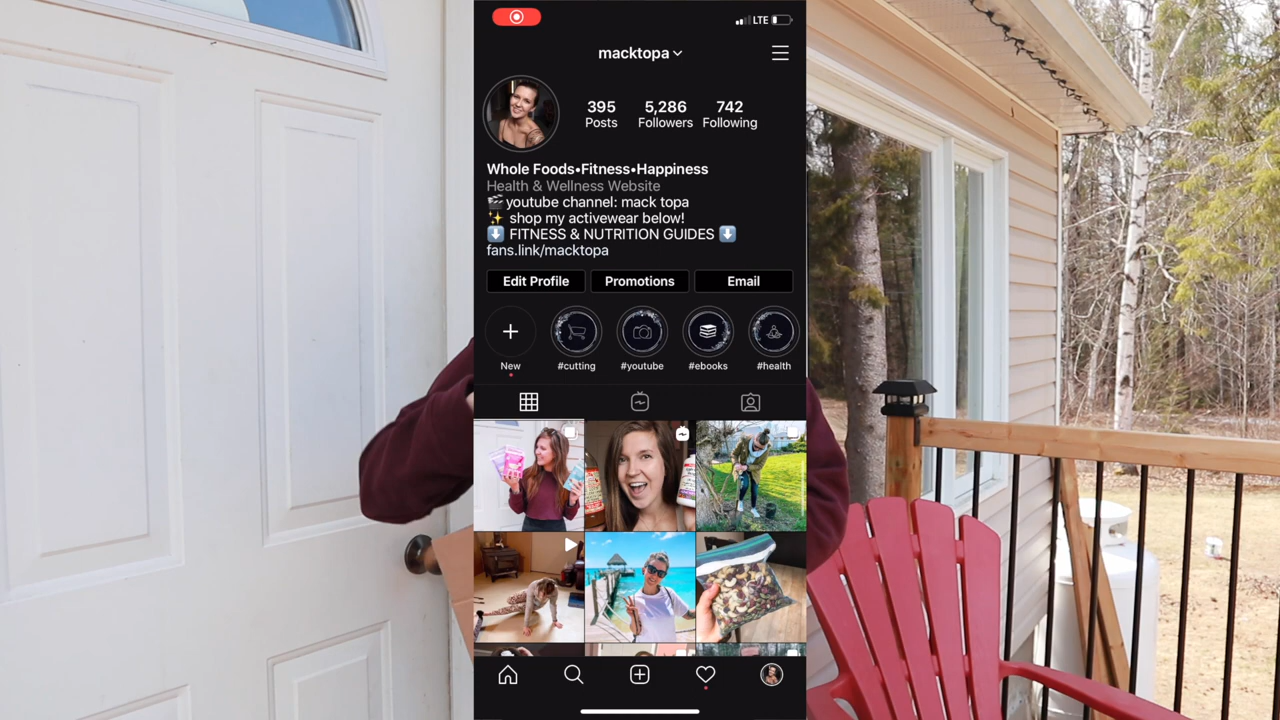 LTE
macktopa
395 5,286 742
Posts Followers Following
Whole Foods•Fitness•Happiness
Health & Wellness Website
🎬 youtube channel: mack topa
✨ shop my activewear below!
⬇️ FITNESS & NUTRITION GUIDES ⬇️
fans.link/macktopa
Edit Profile Promotions Email
New #cutting #youtube #ebooks #health